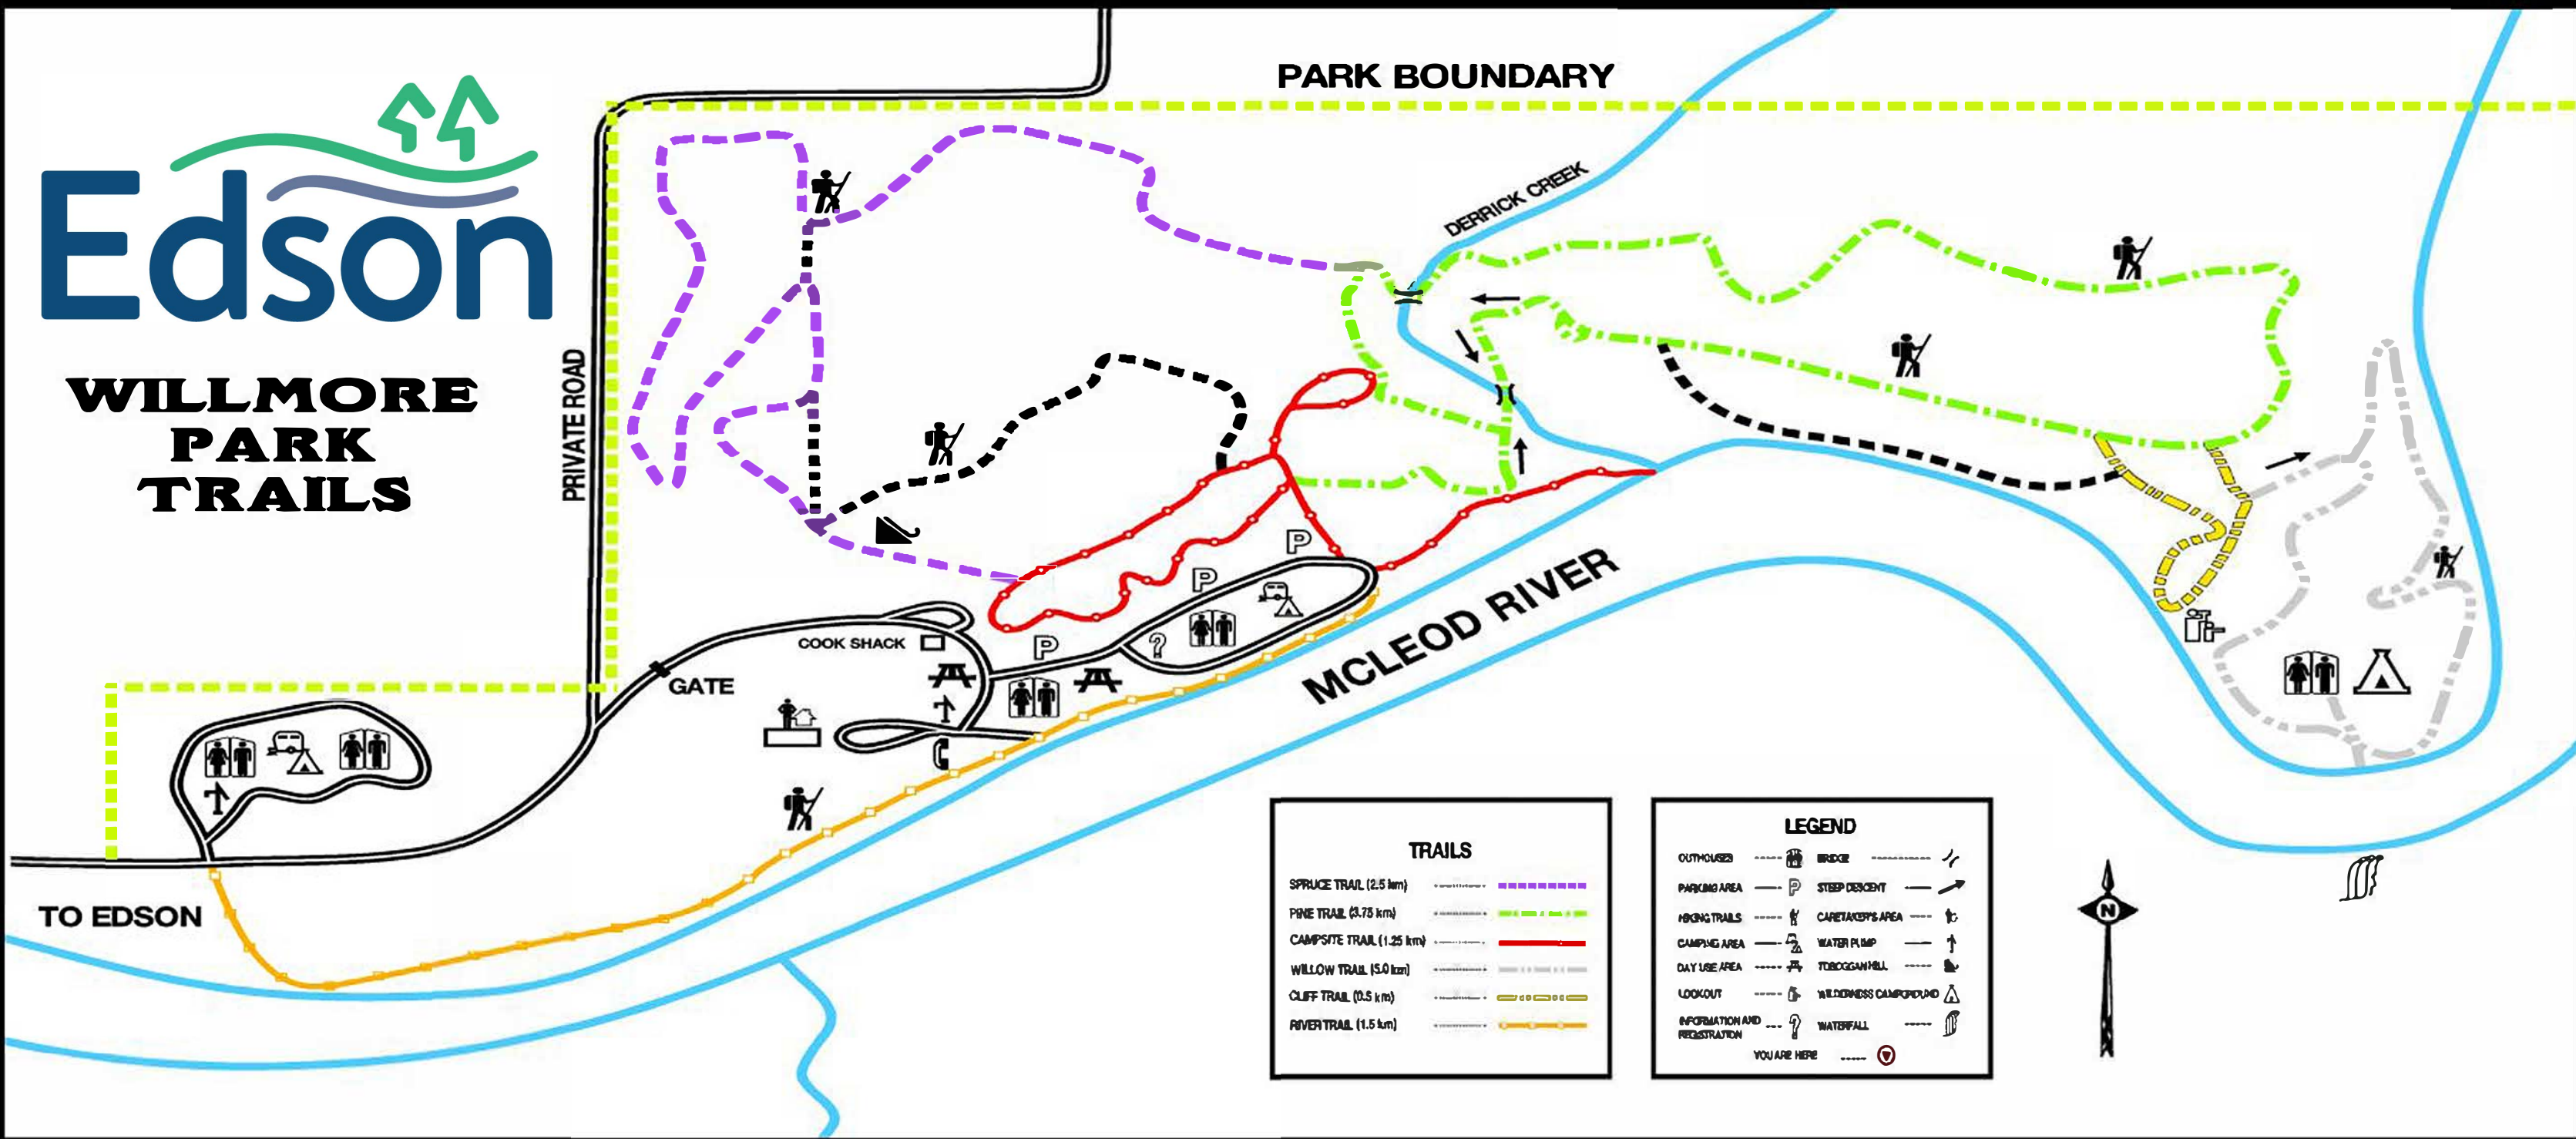 PARK BOUNDARY
Edson
WILLMORE
PARK
TRAILS
PRIVATE ROAD
DERRICK CREEK
P
P
P
?
COOK SHACK
GATE
MCLEOD RIVER
TO EDSON
TRAILS
SPRUCE TRAIL (2.5 km)
PINE TRAIL (3.75 km)
CAMPSITE TRAIL (1.25 km)
WILLOW TRAIL (5.0 km)
CLIFF TRAIL (0.5 km)
RIVER TRAIL (1.5 km)
LEGEND
OUTHOUSES BRIDGE
PARKING AREA P STEEP DESCENT
HIKING TRAILS CARETAKER'S AREA
CAMPING AREA WATER PUMP
DAY USE AREA TOBOGGAN HILL
LOOKOUT WILDERNESS CAMPGROUND
INFORMATION AND
REGISTRATION ? WATERFALL
YOU ARE HERE
N